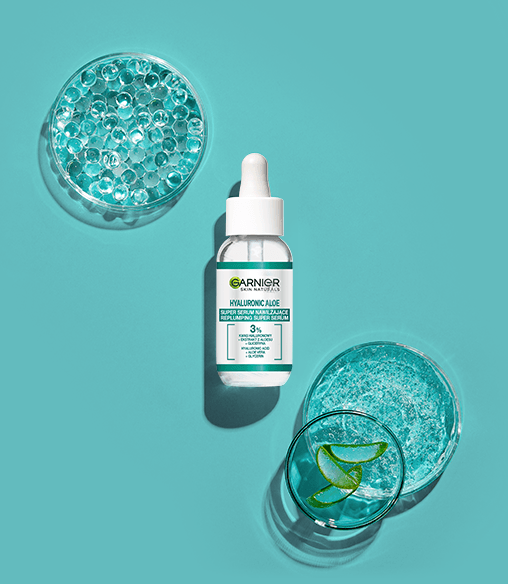 GARNIER
SKIN NATURALS
HYALURONIC ALOE
SUPER SERUM NAWILŻAJĄCE
REPLUMPING SUPER SERUM
3%
KWAS HIALURONOWY
+ EKSTRAKT Z ALOESU
+ GLICERYNA
HYALURONIC ACID
+ ALOE VERA
+ GLYCERIN